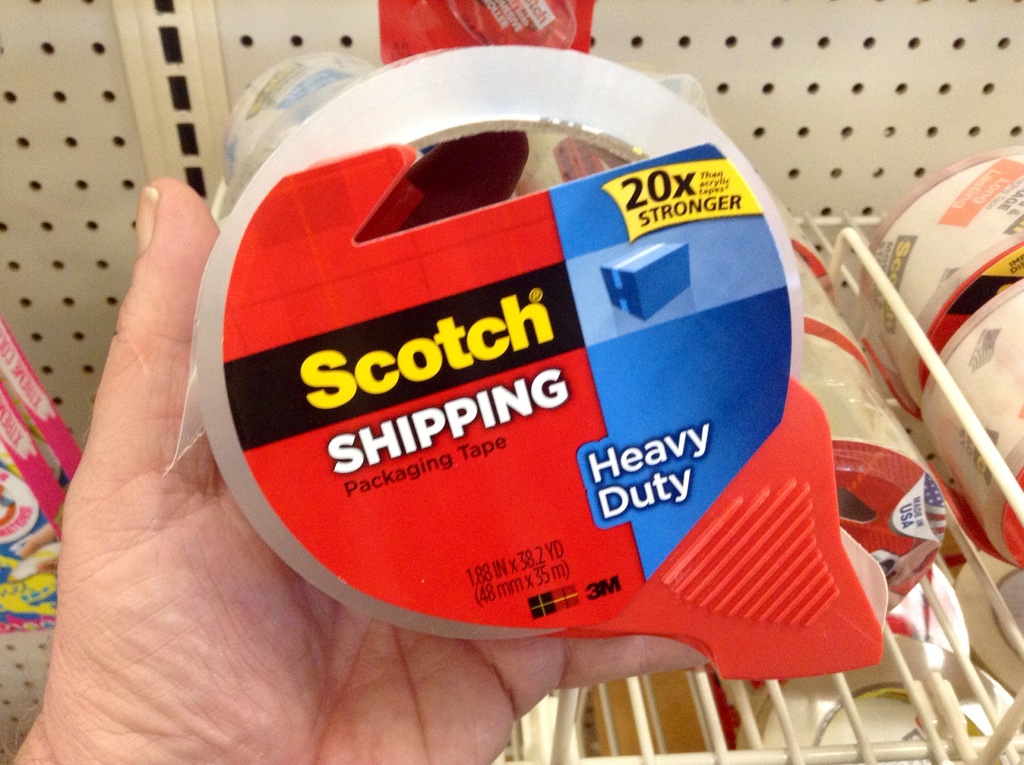 20x Than acrylic tapes*
STRONGER
Scotch®
SHIPPING
Packaging Tape
Heavy
Duty
1.88 IN x 38.2 YD
(48 mm x 35 m)
3M
MADE IN
USA